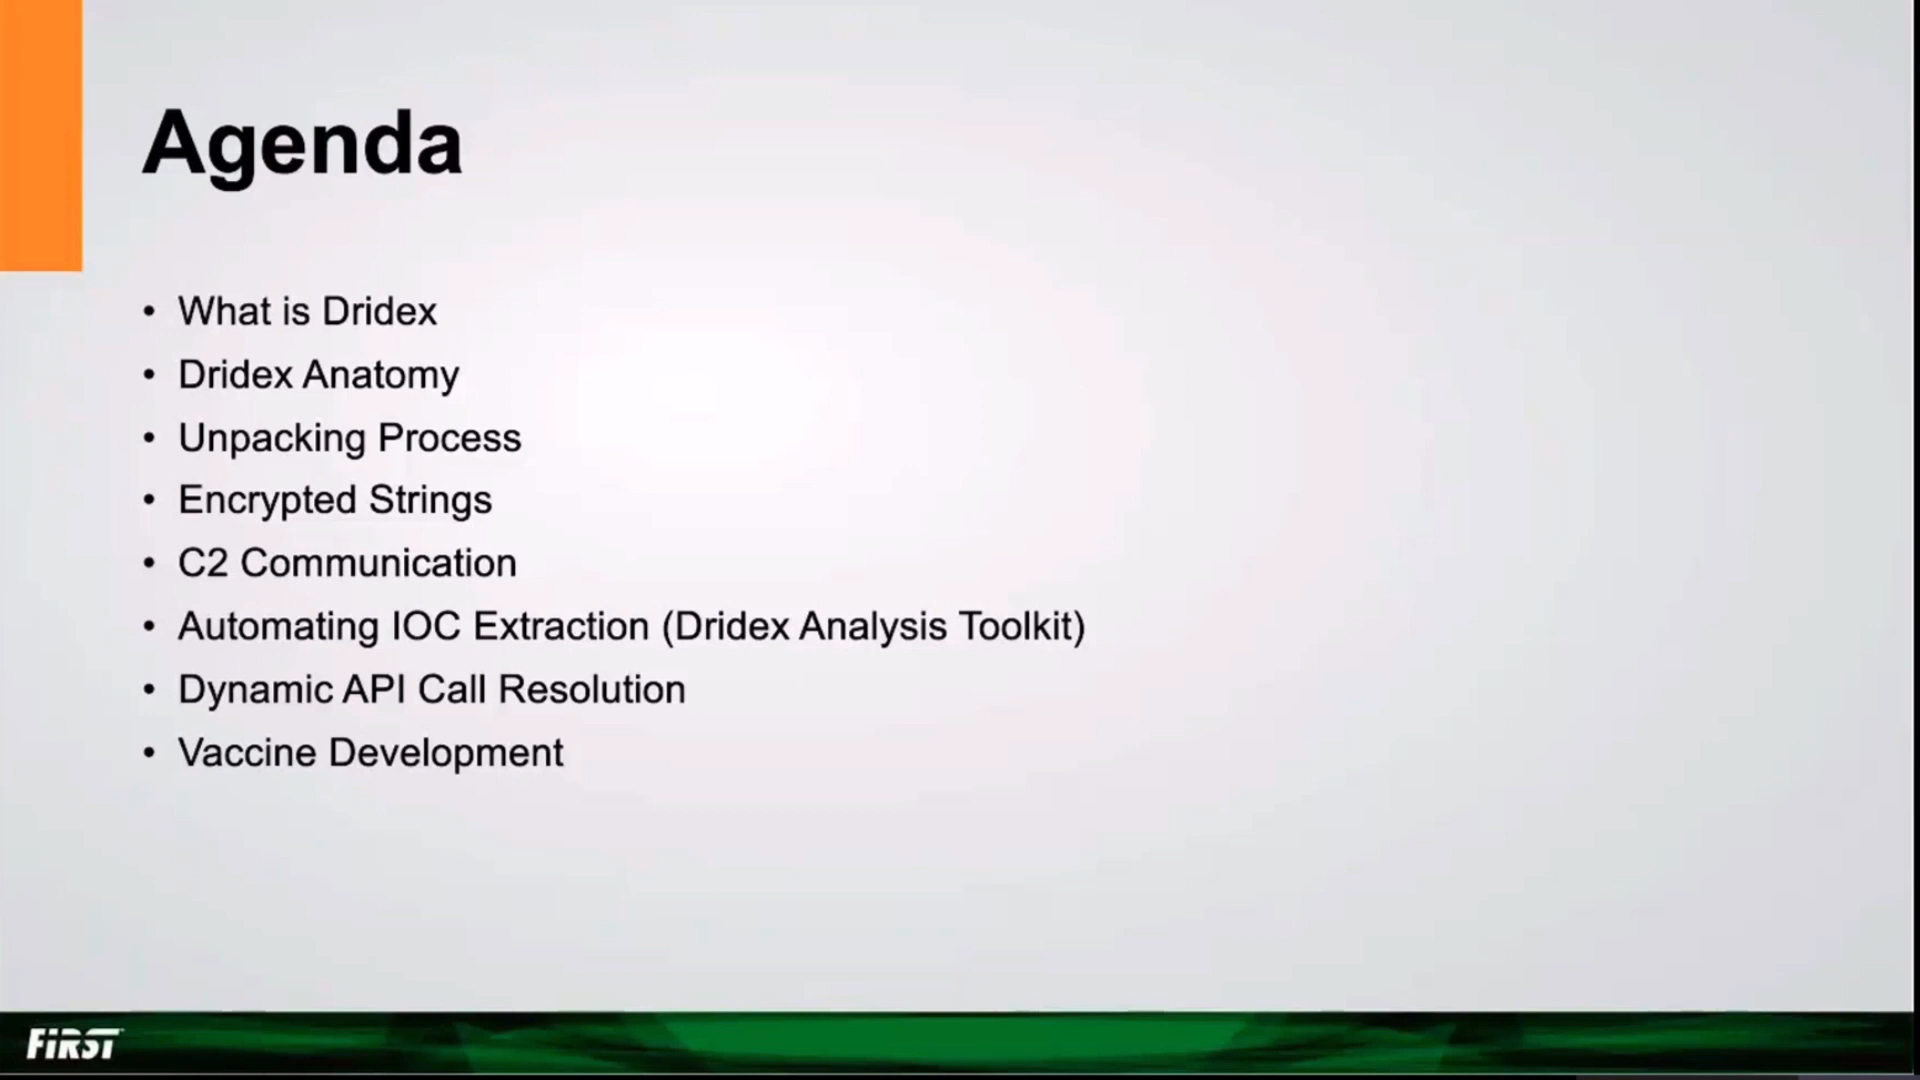 Agenda
• What is Dridex
• Dridex Anatomy
• Unpacking Process
• Encrypted Strings
• C2 Communication
• Automating IOC Extraction (Dridex Analysis Toolkit)
• Dynamic API Call Resolution
• Vaccine Development
FiRST